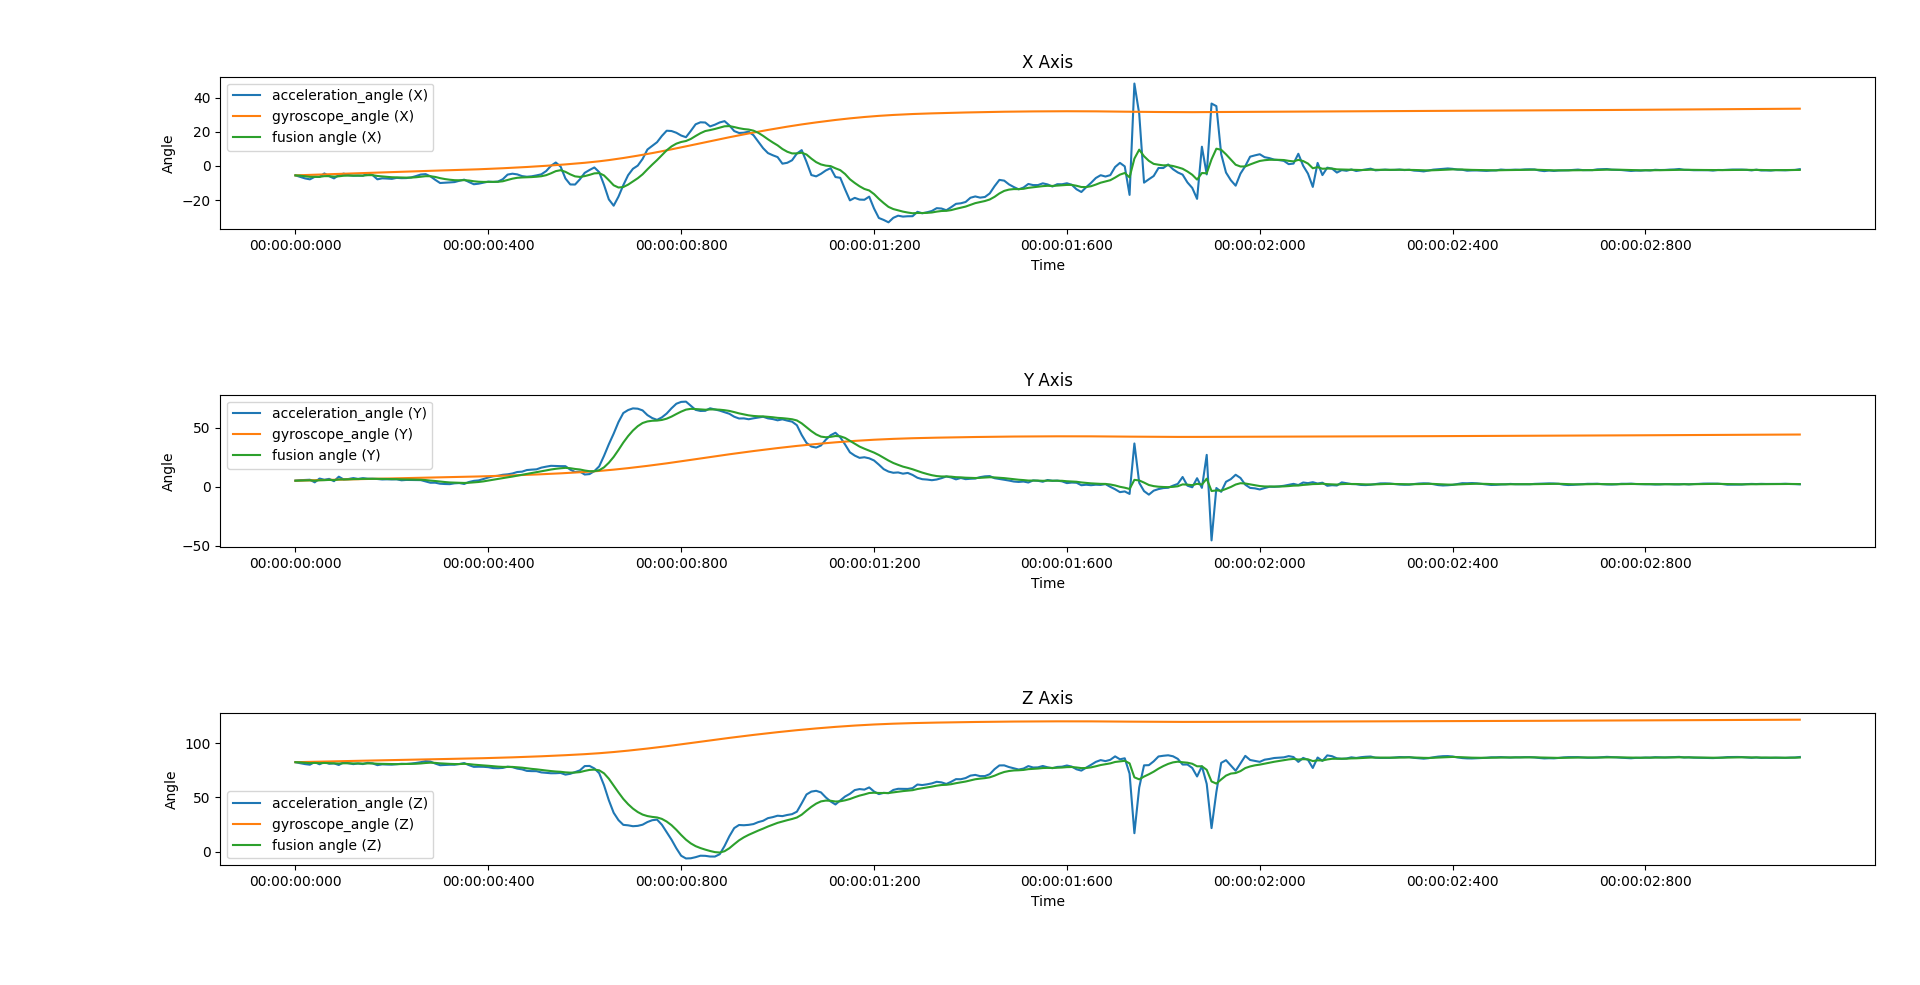 X Axis
acceleration_angle (X)
gyroscope_angle (X)
fusion angle (X)
Angle
40
20
0
−20
00:00:00:000 00:00:00:400 00:00:00:800 00:00:01:200 00:00:01:600 00:00:02:000 00:00:02:400 00:00:02:800
Time
Y Axis
acceleration_angle (Y)
gyroscope_angle (Y)
fusion angle (Y)
Angle
50
0
−50
00:00:00:000 00:00:00:400 00:00:00:800 00:00:01:200 00:00:01:600 00:00:02:000 00:00:02:400 00:00:02:800
Time
Z Axis
Angle
100
50
0
acceleration_angle (Z)
gyroscope_angle (Z)
fusion angle (Z)
00:00:00:000 00:00:00:400 00:00:00:800 00:00:01:200 00:00:01:600 00:00:02:000 00:00:02:400 00:00:02:800
Time